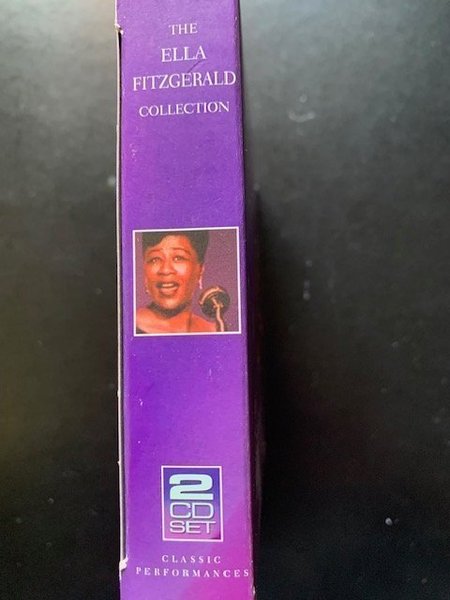 THE
ELLA
FITZGERALD
COLLECTION
2
CD
SET
CLASSIC
PERFORMANCES